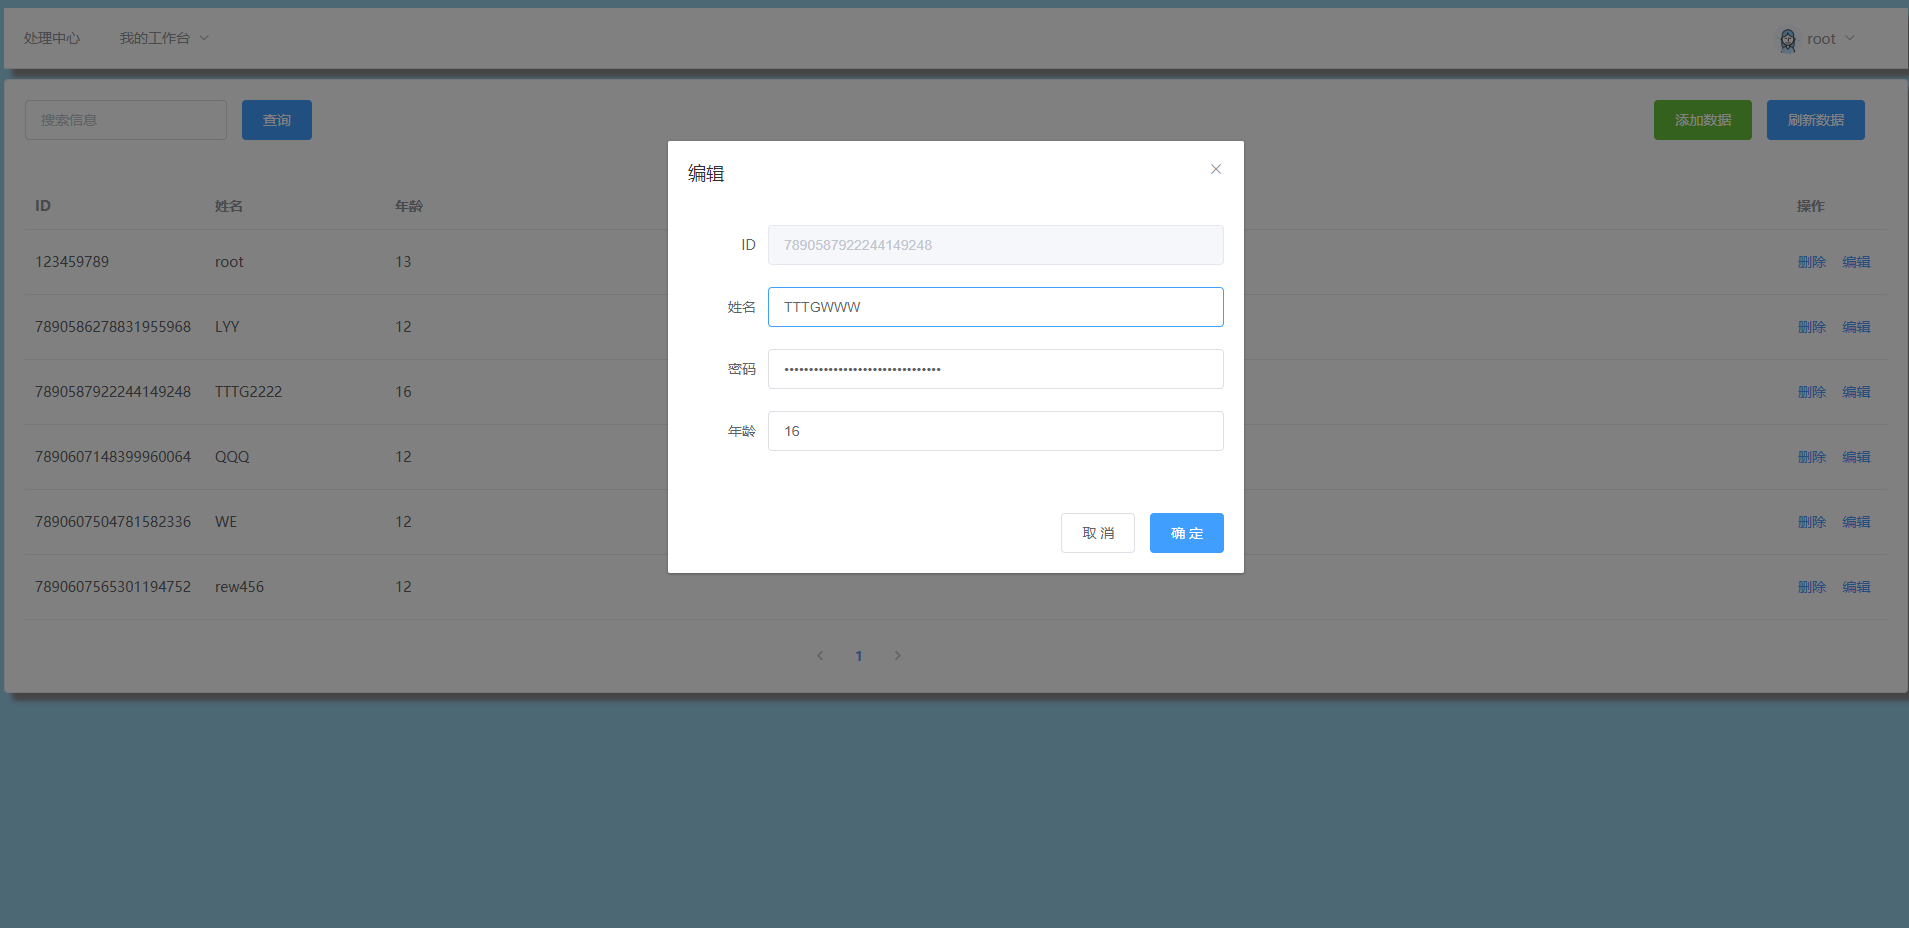 处理中心 我的工作台 root
搜索信息 查询 添加数据 刷新数据
ID 姓名 年龄 操作
123459789 root 13 删除 编辑
7890586278831955968 LYY 12 删除 编辑
7890587922244149248 TTTG2222 16 删除 编辑
7890607148399960064 QQQ 12 删除 编辑
7890607504781582336 WE 12 删除 编辑
7890607565301194752 rew456 12 删除 编辑
1
编辑
ID 7890587922244149248
姓名 TTTGWWW
密码 ••••••••••••••••••••••••••••••••
年龄 16
取 消 确 定